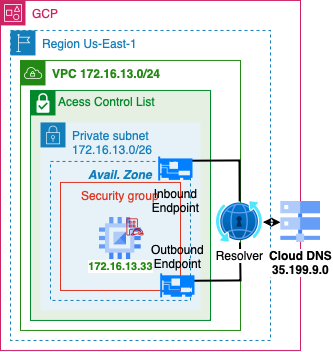 GCP
Region Us-East-1
VPC 172.16.13.0/24
Acess Control List
Private subnet
172.16.13.0/26
Avail. Zone
Security group
Inbound
Endpoint
172.16.13.33
Outbound
Endpoint
Resolver
Cloud DNS
35.199.9.0